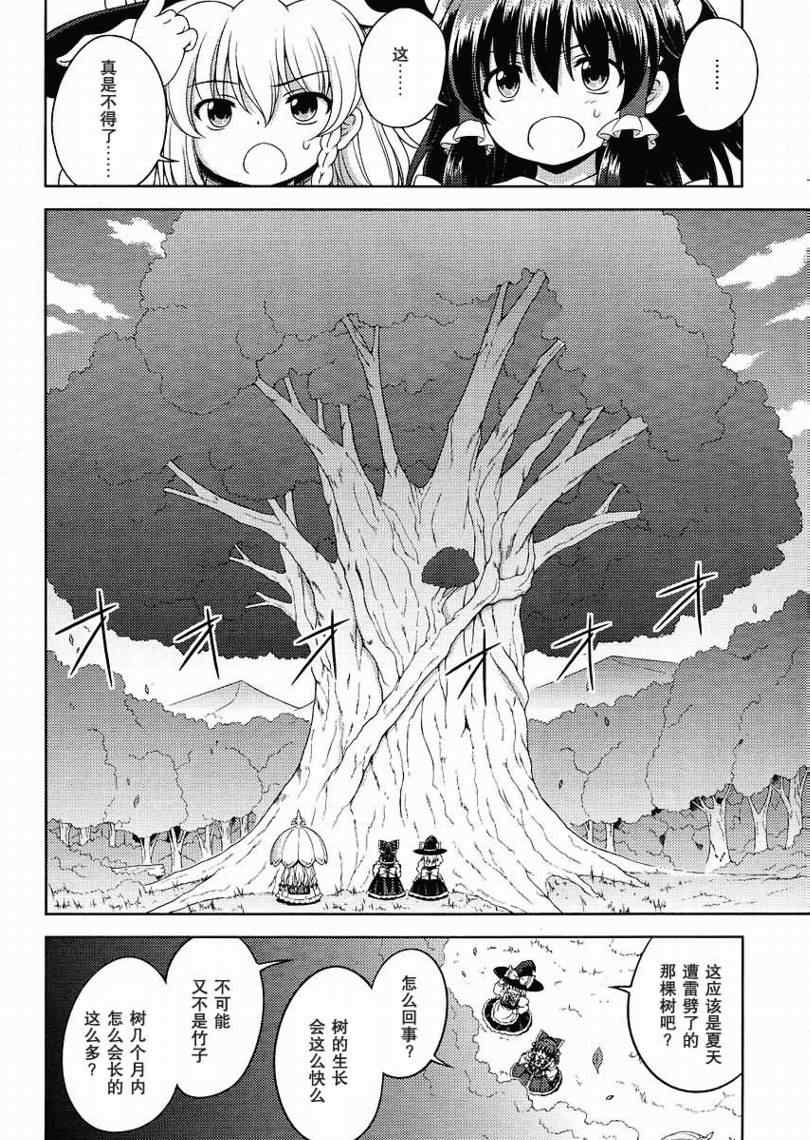 ……
这
……
真是不得了……
オ
オ
オ
オ
オ
オ
这应该是夏天
遭雷劈了的
那棵树吧？
怎么回事？
树的生长
会这么快么
不可能
又不是竹子
树几个月内
怎么会长的
这么多？